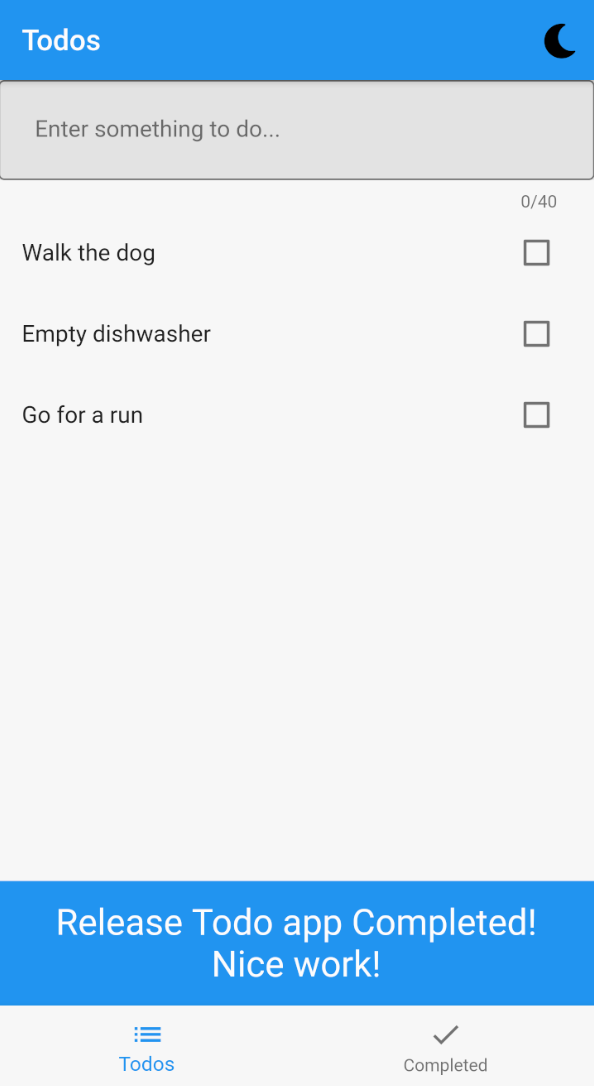 Todos
Enter something to do...
0/40
Walk the dog
Empty dishwasher
Go for a run
Release Todo app Completed!
Nice work!
Todos
Completed